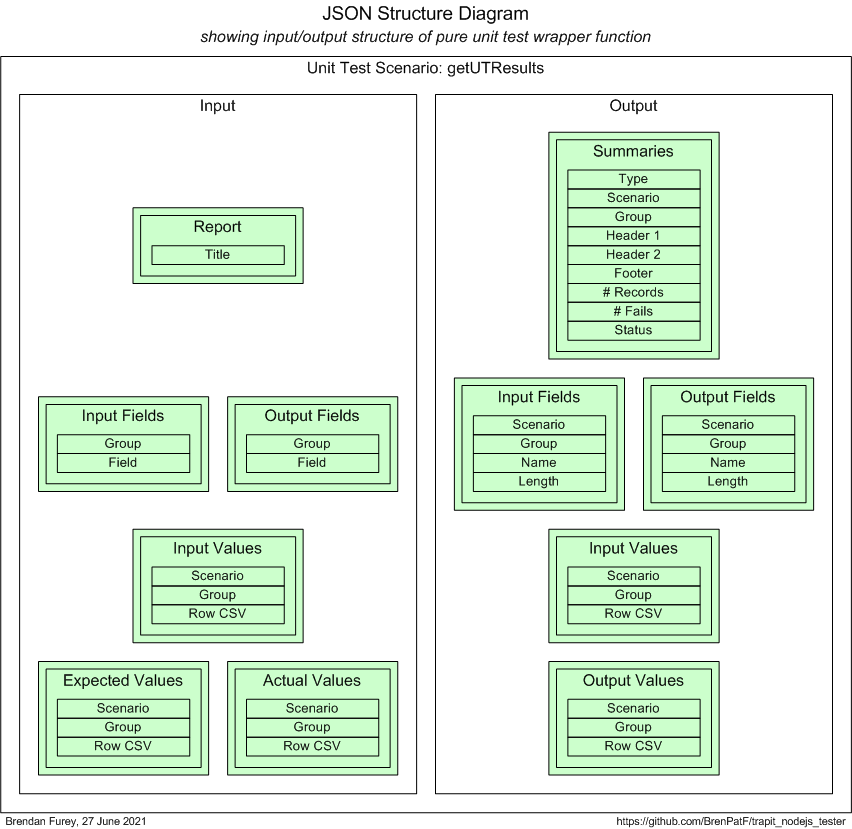 JSON Structure Diagram
showing input/output structure of pure unit test wrapper function
Unit Test Scenario: getUTResults
Input
Report
Title
Input Fields
Group
Field
Output Fields
Group
Field
Input Values
Scenario
Group
Row CSV
Expected Values
Scenario
Group
Row CSV
Actual Values
Scenario
Group
Row CSV
Output
Summaries
Type
Scenario
Group
Header 1
Header 2
Footer
# Records
# Fails
Status
Input Fields
Scenario
Group
Name
Length
Output Fields
Scenario
Group
Name
Length
Input Values
Scenario
Group
Row CSV
Output Values
Scenario
Group
Row CSV
Brendan Furey, 27 June 2021
https://github.com/BrenPatF/trapit_nodejs_tester